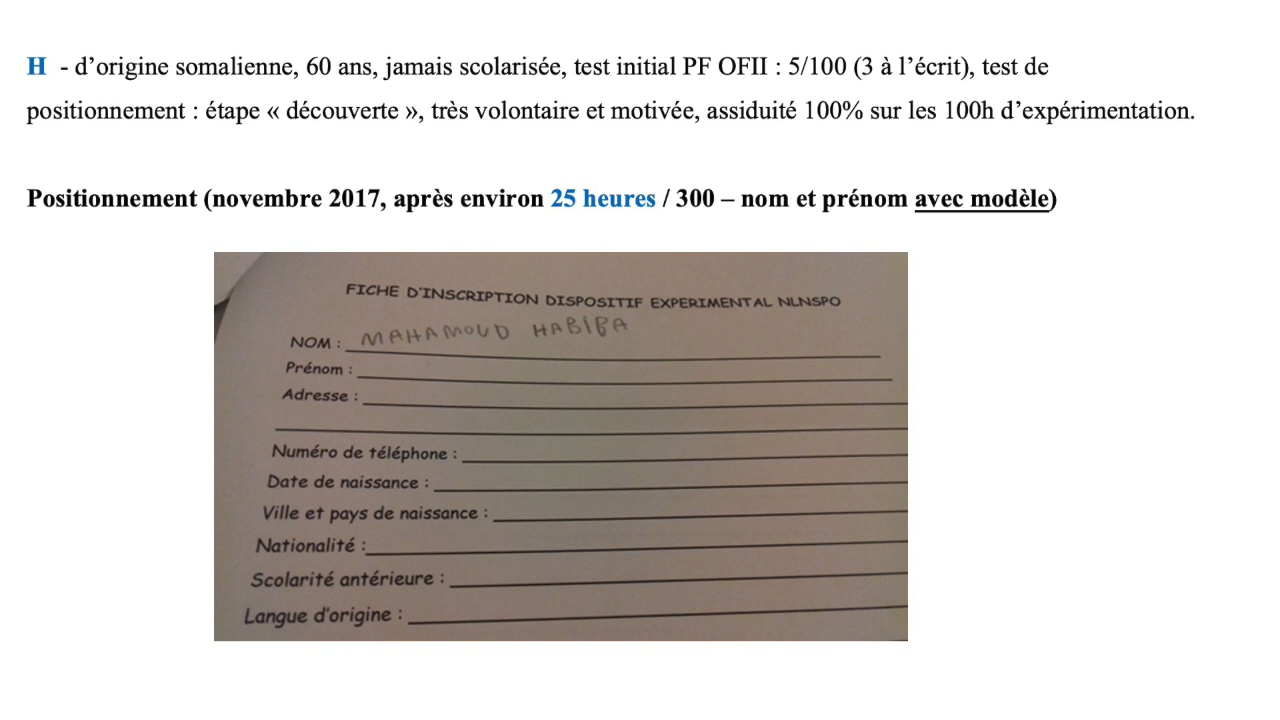 H - d’origine somalienne, 60 ans, jamais scolarisée, test initial PF OFII : 5/100 (3 à l’écrit), test de
positionnement : étape « découverte », très volontaire et motivée, assiduité 100% sur les 100h d’expérimentation.
Positionnement (novembre 2017, après environ 25 heures / 300 – nom et prénom avec modèle)
FICHE D'INSCRIPTION DISPOSITIF EXPERIMENTAL NLNSPO
NOM : MAHAMOUD HABIBA
Prénom :
Adresse :
Numéro de téléphone :
Date de naissance :
Ville et pays de naissance :
Nationalité :
Scolarité antérieure :
Langue d'origine :